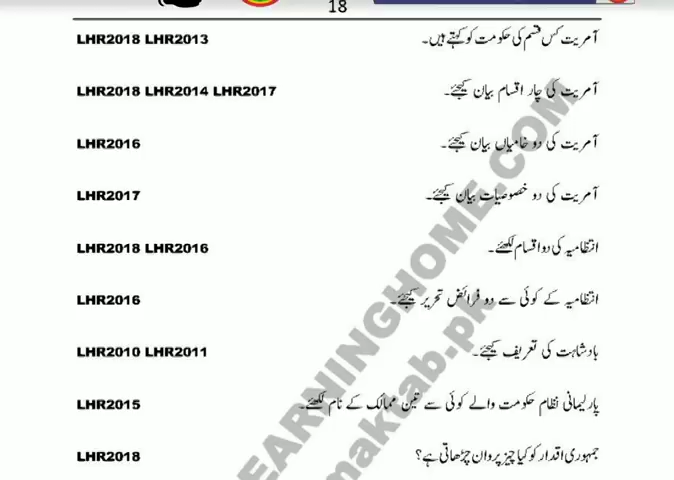 18
آمریت کس قسم کی حکومت کو کہتے ہیں۔ LHR2018 LHR2013
آمریت کی چار اقسام بیان کیجئے۔ LHR2018 LHR2014 LHR2017
آمریت کی دو خامیاں بیان کیجئے۔ LHR2016
آمریت کی دو خصوصیات بیان کیجئے۔ LHR2017
انتظامیہ کی دو اقسام لکھئے۔ LHR2018 LHR2016
انتظامیہ کے کوئی سے دو فرائض تحریر کیجئے۔ LHR2016
بادشاہت کی تعریف کیجئے۔ LHR2010 LHR2011
پارلیمانی نظام حکومت والے کوئی سے تین ممالک کے نام لکھئے۔ LHR2015
جمہوری اقدار کو کیا چیز پروان چڑھاتی ہے؟ LHR2018
EARNINGHOME.COM
maktab.pk